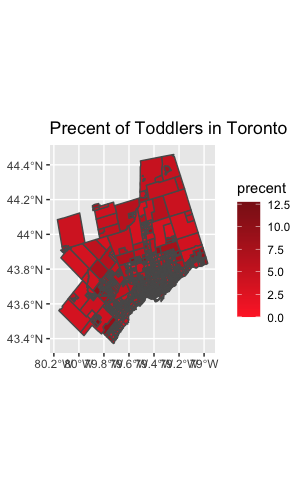 Precent of Toddlers in Toronto
44.4°N
44.2°N
44°N
43.8°N
43.6°N
43.4°N
80.2°W
79°W
precent
12.5
10.0
7.5
5.0
2.5
0.0